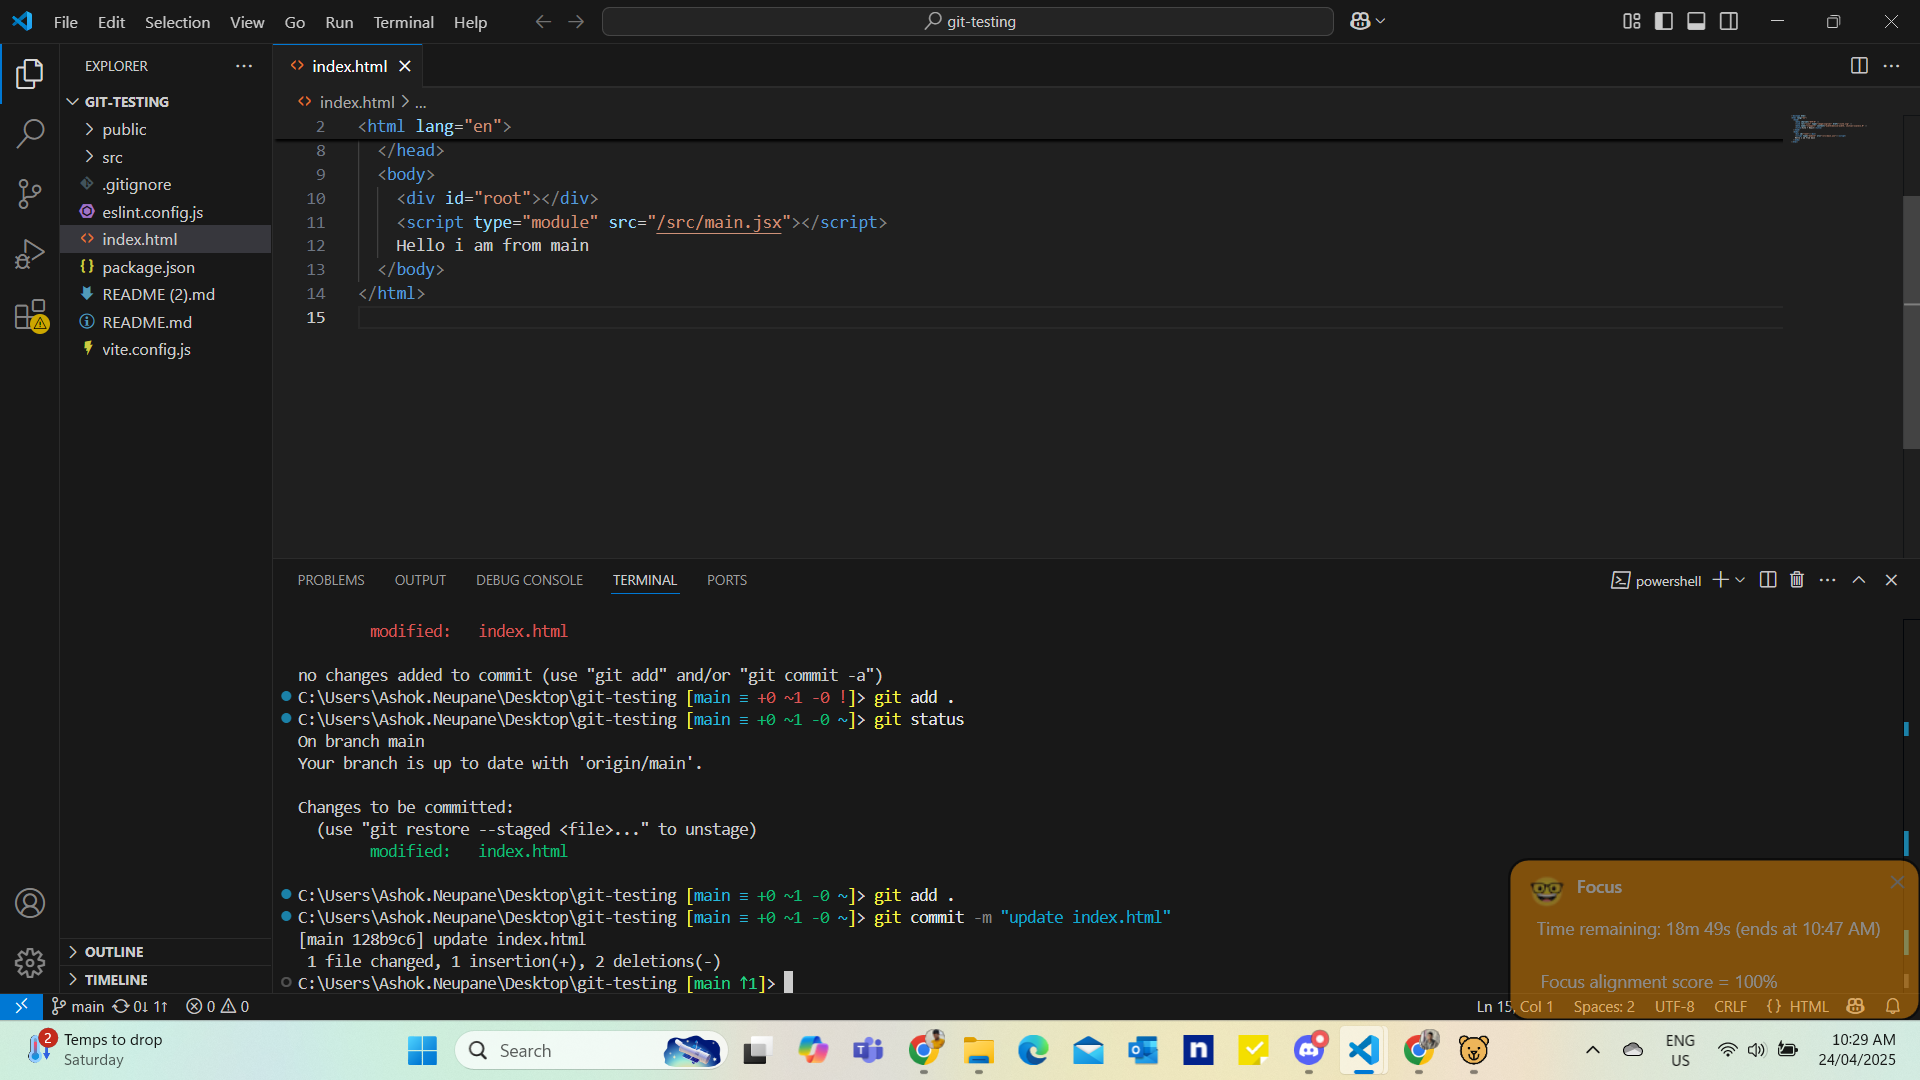 File Edit Selection View Go Run Terminal Help
git-testing
EXPLORER
GIT-TESTING
public
src
.gitignore
eslint.config.js
index.html
package.json
README (2).md
README.md
vite.config.js
OUTLINE
TIMELINE
index.html
index.html > ...
2 <html lang="en">
8 </head>
9 <body>
10 <div id="root"></div>
11 <script type="module" src="/src/main.jsx"></script>
12 Hello i am from main
13 </body>
14 </html>
15
PROBLEMS OUTPUT DEBUG CONSOLE TERMINAL PORTS
powershell
modified: index.html
no changes added to commit (use "git add" and/or "git commit -a")
C:\Users\Ashok.Neupane\Desktop\git-testing [main ≡ +0 ~1 -0 !]> git add .
C:\Users\Ashok.Neupane\Desktop\git-testing [main ≡ +0 ~1 -0 ~]> git status
On branch main
Your branch is up to date with 'origin/main'.
Changes to be committed:
(use "git restore --staged <file>..." to unstage)
modified: index.html
C:\Users\Ashok.Neupane\Desktop\git-testing [main ≡ +0 ~1 -0 ~]> git add .
C:\Users\Ashok.Neupane\Desktop\git-testing [main ≡ +0 ~1 -0 ~]> git commit -m "update index.html"
[main 128b9c6] update index.html
1 file changed, 1 insertion(+), 2 deletions(-)
C:\Users\Ashok.Neupane\Desktop\git-testing [main ↑1]>
Focus
Time remaining: 18m 49s (ends at 10:47 AM)
Focus alignment score = 100%
main 0↓ 1↑ 0 0
Ln 15, Col 1 Spaces: 2 UTF-8 CRLF {} HTML
2
Temps to drop
Saturday
Search
ENG
US
10:29 AM
24/04/2025